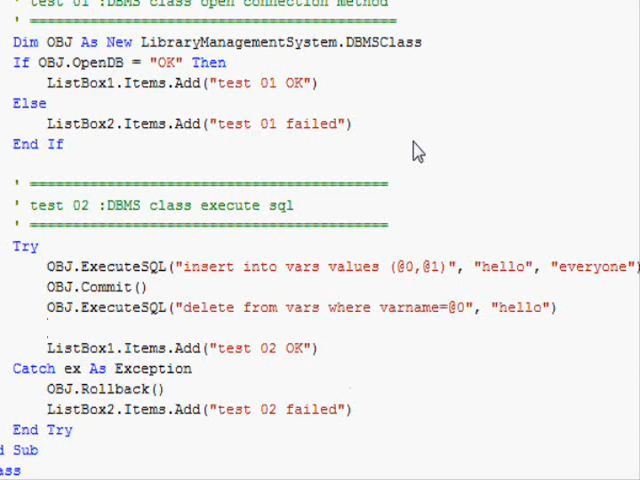 ' test 01 :DBMS class open connection method
' ===========================================
Dim OBJ As New LibraryManagementSystem.DBMSClass
If OBJ.OpenDB = "OK" Then
ListBox1.Items.Add("test 01 OK")
Else
ListBox2.Items.Add("test 01 failed")
End If
' ==========================================
' test 02 :DBMS class execute sql
' ==========================================
Try
OBJ.ExecuteSQL("insert into vars values (@0,@1)", "hello", "everyone")
OBJ.Commit()
OBJ.ExecuteSQL("delete from vars where varname=@0", "hello")
ListBox1.Items.Add("test 02 OK")
Catch ex As Exception
OBJ.Rollback()
ListBox2.Items.Add("test 02 failed")
End Try
d Sub
ass